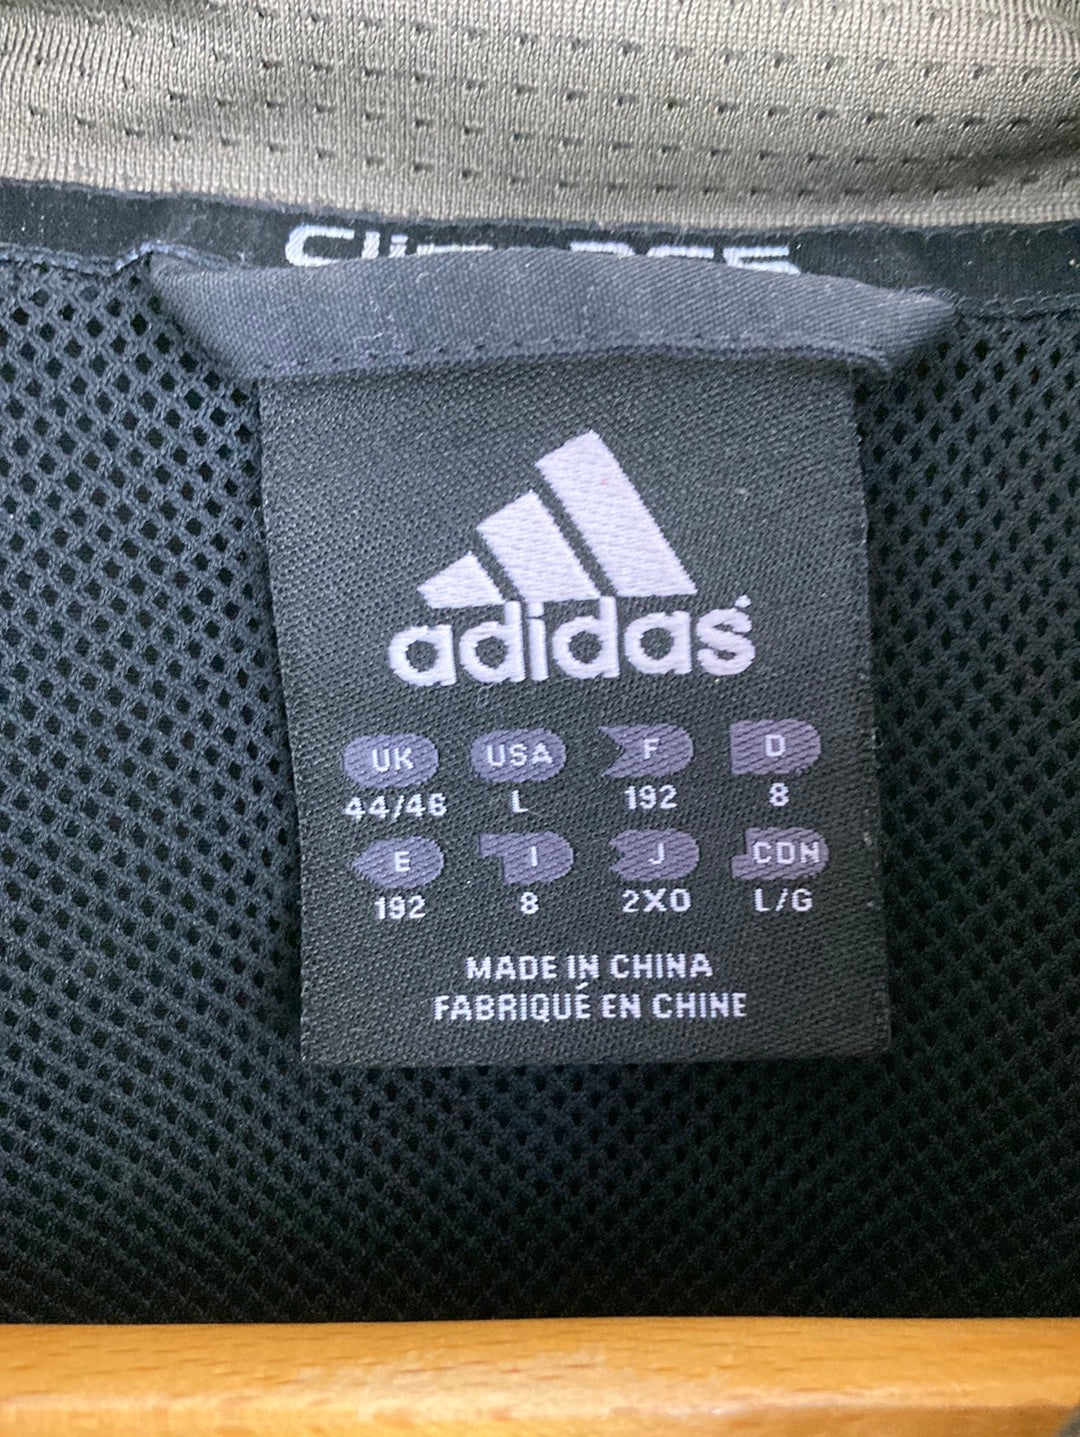 adidas
UK USA F D
44/46 L 192 8
E I J CDN
192 8 2XO L/G
MADE IN CHINA
FABRIQUÉ EN CHINE